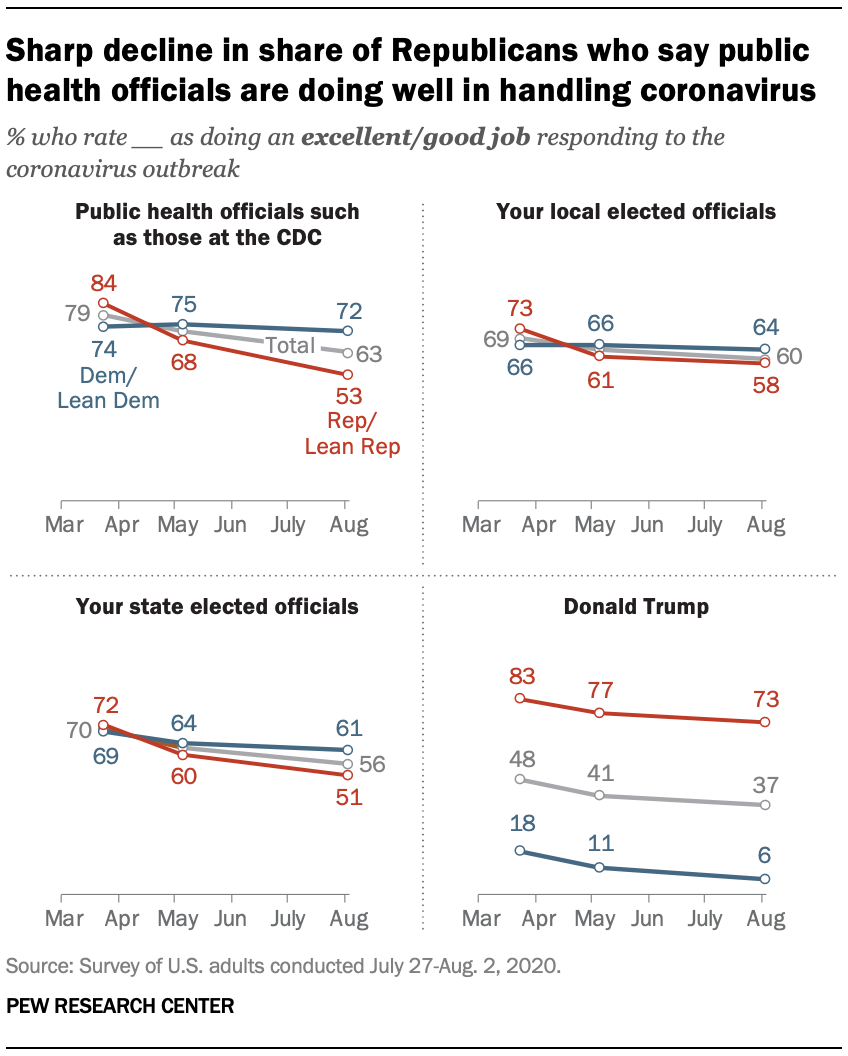 Sharp decline in share of Republicans who say public
health officials are doing well in handling coronavirus
% who rate __ as doing an excellent/good job responding to the
coronavirus outbreak
Public health officials such
as those at the CDC
84
79
75
72
74
68
Total
63
Dem/
Lean Dem
53
Rep/
Lean Rep
Mar Apr May Jun July Aug
Your local elected officials
73
69
66
66
64
61
60
58
Mar Apr May Jun July Aug
Your state elected officials
72
70
69
64
61
60
56
51
Mar Apr May Jun July Aug
Donald Trump
83
77
73
48
41
37
18
11
6
Mar Apr May Jun July Aug
Source: Survey of U.S. adults conducted July 27-Aug. 2, 2020.
PEW RESEARCH CENTER